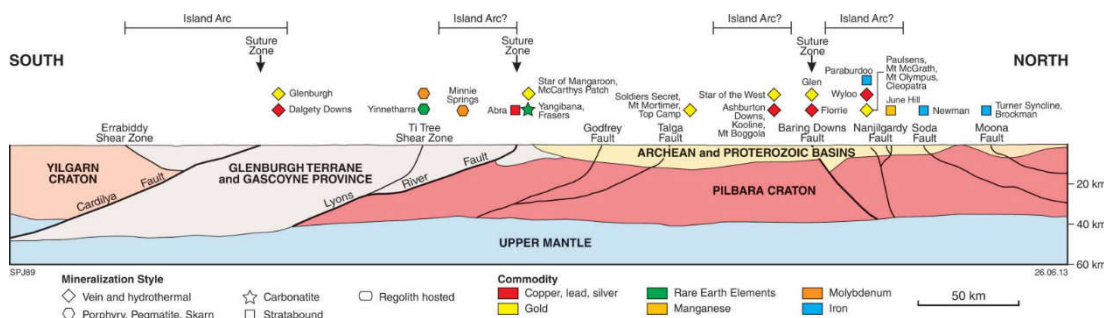 Island Arc
Island Arc?
Island Arc?
Island Arc?
SOUTH
Suture
Zone
Suture
Zone
Suture
Zone
NORTH
Glenburgh
Dalgety Downs
Yinnetharra
Minnie
Springs
Abra
Star of Mangaroon,
McCarthys Patch
Yangibana,
Frasers
Soldiers Secret,
Mt Mortimer,
Top Camp
Star of the West
Ashburton
Downs,
Kooline,
Mt Boggola
Glen
Florrie
Paraburdoo
Wyloo
Paulsens,
Mt McGrath,
Mt Olympus,
Cleopatra
June Hill
Newman
Turner Syncline,
Brockman
Errabiddy
Shear Zone
Ti Tree
Shear Zone
Godfrey
Fault
Talga
Fault
Baring Downs
Fault
Nanjilgardy
Fault
Soda
Fault
Moona
Fault
YILGARN
CRATON
Cardilya Fault
GLENBURGH TERRANE
and GASCOYNE PROVINCE
Lyons River Fault
ARCHEAN and PROTEROZOIC BASINS
PILBARA CRATON
UPPER MANTLE
20 km
40 km
60 km
SPJ89
26.06.13
Mineralization Style
Vein and hydrothermal
Porphyry, Pegmatite, Skarn
Carbonatite
Stratabound
Regolith hosted
Commodity
Copper, lead, silver
Gold
Rare Earth Elements
Manganese
Molybdenum
Iron
50 km